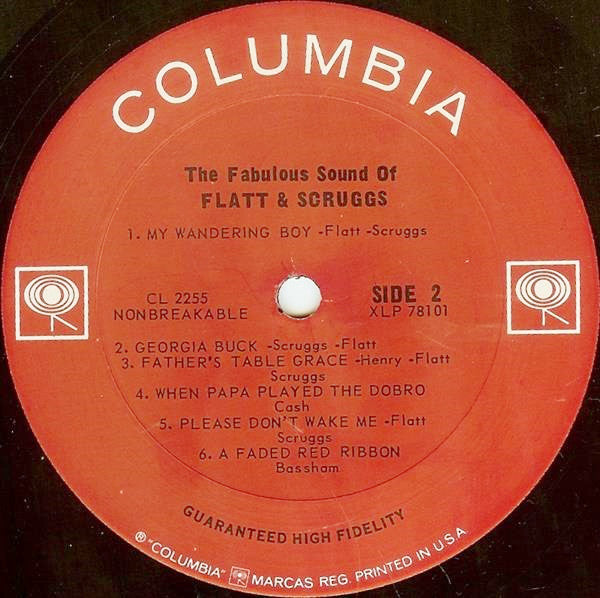 COLUMBIA
The Fabulous Sound Of
FLATT & SCRUGGS
1. MY WANDERING BOY -Flatt -Scruggs
CL 2255
NONBREAKABLE
SIDE 2
XLP 78101
2. GEORGIA BUCK -Scruggs -Flatt
3. FATHER'S TABLE GRACE -Henry -Flatt
Scruggs
4. WHEN PAPA PLAYED THE DOBRO
Cash
5. PLEASE DON'T WAKE ME -Flatt
Scruggs
6. A FADED RED RIBBON
Bassham
GUARANTEED HIGH FIDELITY
® "COLUMBIA" MARCAS REG. PRINTED IN U.S.A.